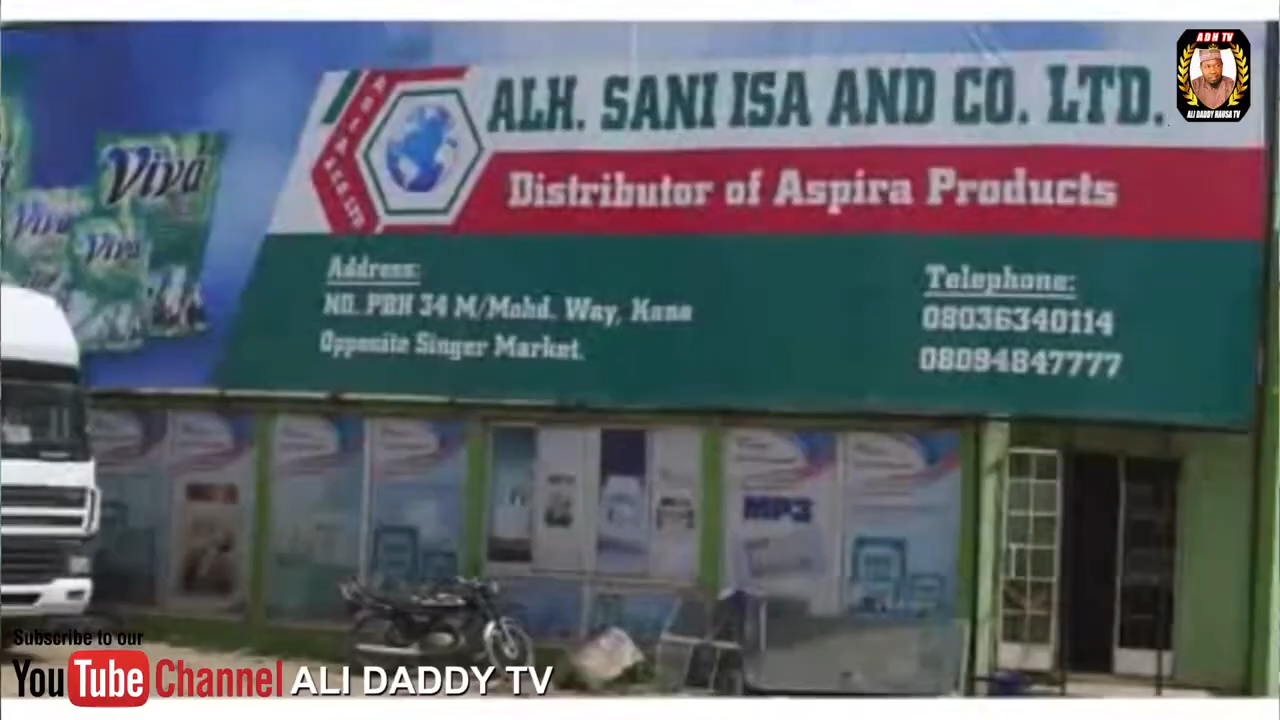 ADH TV
ALI DADDY HAUSA TV
ALH. SANI ISA AND CO. LTD.
Distributor of Aspira Products
Viva
Viva
Viva
Address:
NO. PBH 34 M/Mohd. Way, Kano
Opposite Singer Market.
Telephone:
08036340114
08094847777
MP3
Subscribe to our
YouTube Channel ALI DADDY TV